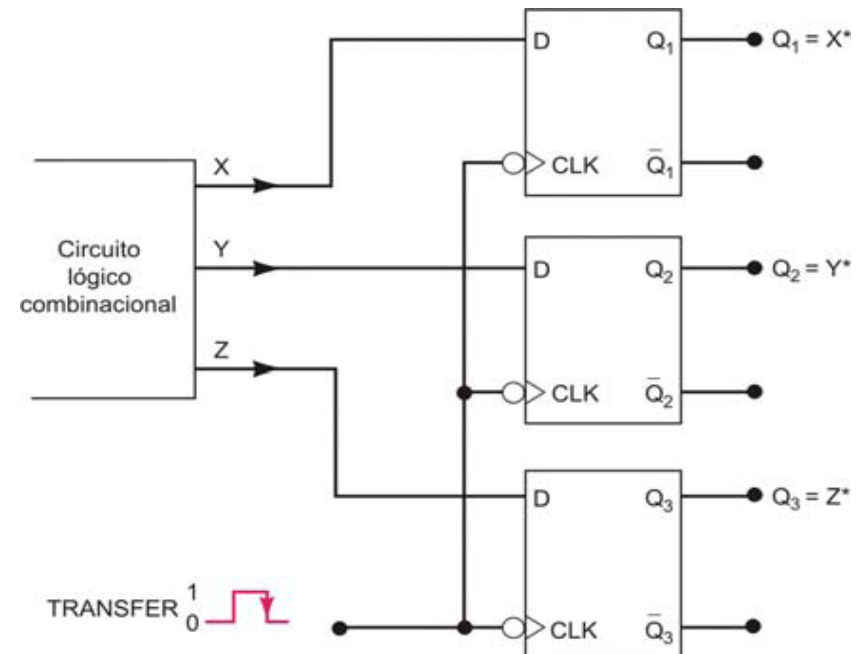 D
Q₁
Q₁ = X*
CLK
Q̄₁
X
Circuito
lógico
combinacional
Y
D
Q₂
Q₂ = Y*
CLK
Q̄₂
Z
D
Q₃
Q₃ = Z*
TRANSFER
1
0
CLK
Q̄₃